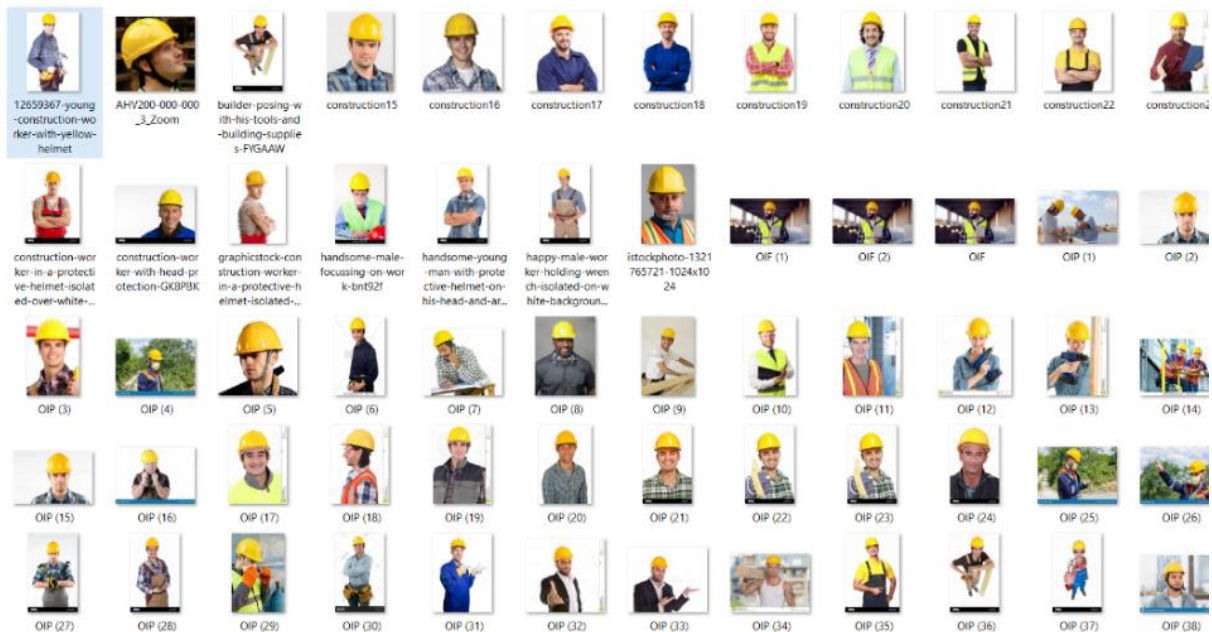 12659367-young
-construction-wo
rker-with-yellow-
helmet
AHV200-000-000
_3_Zoom
builder-posing-w
ith-his-tools-and
-building-supplie
s-FYGAAW
construction15
construction16
construction17
construction18
construction19
construction20
construction21
construction22
construction2
construction-wor
ker-in-a-protecti
ve-helmet-isolat
ed-over-white-...
construction-wo
rker-with-head-pr
otection-GKBPBK
graphicstock-con
struction-worker-
in-a-protective-h
elmet-isolated-...
handsome-male-
focussing-on-wor
k-bnt92f
handsome-young
-man-with-prote
ctive-helmet-on-
his-head-and-ar...
happy-male-wor
ker-holding-wren
ch-isolated-on-w
hite-backgroun...
istockphoto-1321
765721-1024x10
24
OIF (1)
OIF (2)
OIF
OIP (1)
OIP (2)
OIP (3)
OIP (4)
OIP (5)
OIP (6)
OIP (7)
OIP (8)
OIP (9)
OIP (10)
OIP (11)
OIP (12)
OIP (13)
OIP (14)
OIP (15)
OIP (16)
OIP (17)
OIP (18)
OIP (19)
OIP (20)
OIP (21)
OIP (22)
OIP (23)
OIP (24)
OIP (25)
OIP (26)
OIP (27)
OIP (28)
OIP (29)
OIP (30)
OIP (31)
OIP (32)
OIP (33)
OIP (34)
OIP (35)
OIP (36)
OIP (37)
OIP (38)